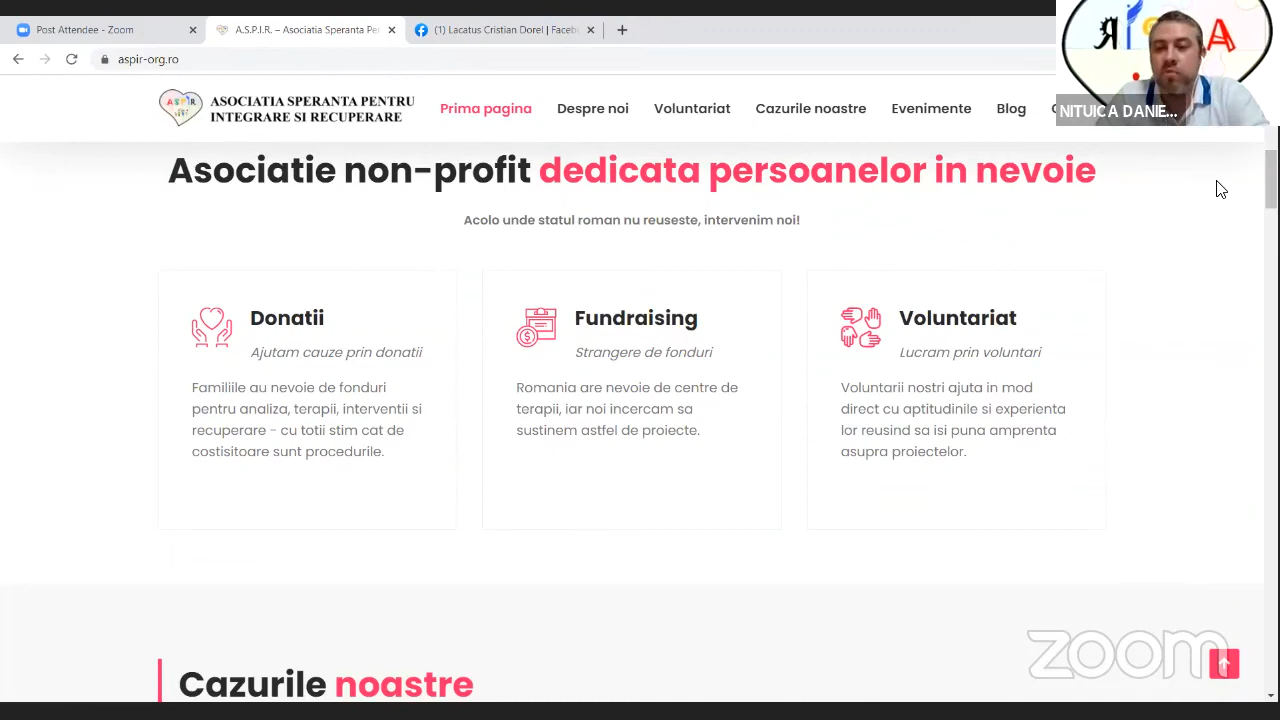 Post Attendee - Zoom
A.S.P.I.R. – Asociatia Speranta Pe
(1) Lacatus Cristian Dorel | Faceb
aspir-org.ro
ASPIR
ASOCIATIA SPERANTA PENTRU
INTEGRARE SI RECUPERARE
Prima pagina
Despre noi
Voluntariat
Cazurile noastre
Evenimente
Blog
NITUICA DANIE...
Asociatie non-profit dedicata persoanelor in nevoie
Acolo unde statul roman nu reuseste, intervenim noi!
Donatii
Ajutam cauze prin donatii
Familiile au nevoie de fonduri
pentru analiza, terapii, interventii si
recuperare - cu totii stim cat de
costisitoare sunt procedurile.
Fundraising
Strangere de fonduri
Romania are nevoie de centre de
terapii, iar noi incercam sa
sustinem astfel de proiecte.
Voluntariat
Lucram prin voluntari
Voluntarii nostri ajuta in mod
direct cu aptitudinile si experienta
lor reusind sa isi puna amprenta
asupra proiectelor.
Cazurile noastre
zoom